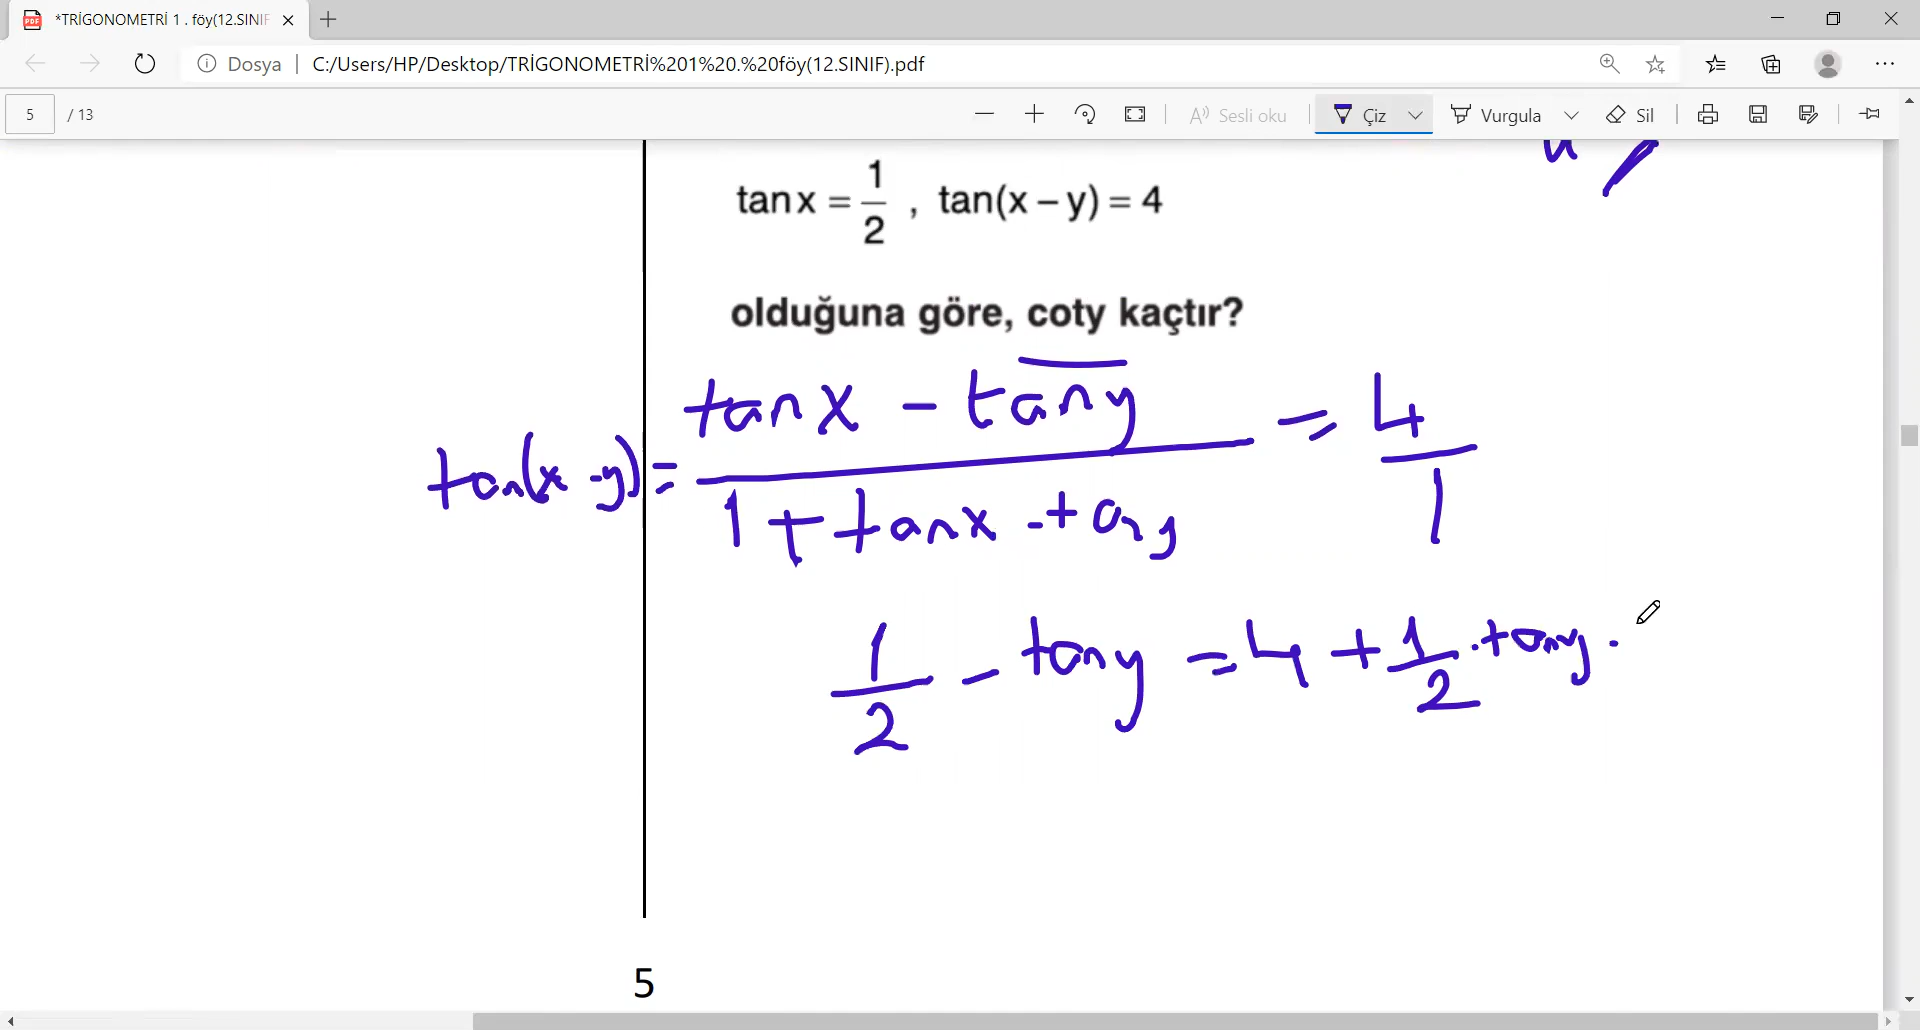 *TRİGONOMETRİ 1 . föy(12.SINIF
Dosya | C:/Users/HP/Desktop/TRİGONOMETRİ%201%20.%20föy(12.SINIF).pdf
5 / 13 Sesli oku Çiz Vurgula Sil
tanx = 1/2 , tan(x – y) = 4
olduğuna göre, coty kaçtır?
tan(x - y) = (tanx - tany)/(1 + tanx . tany) = 4/1
1/2 - tany = 4 + 1/2 . tany .
5